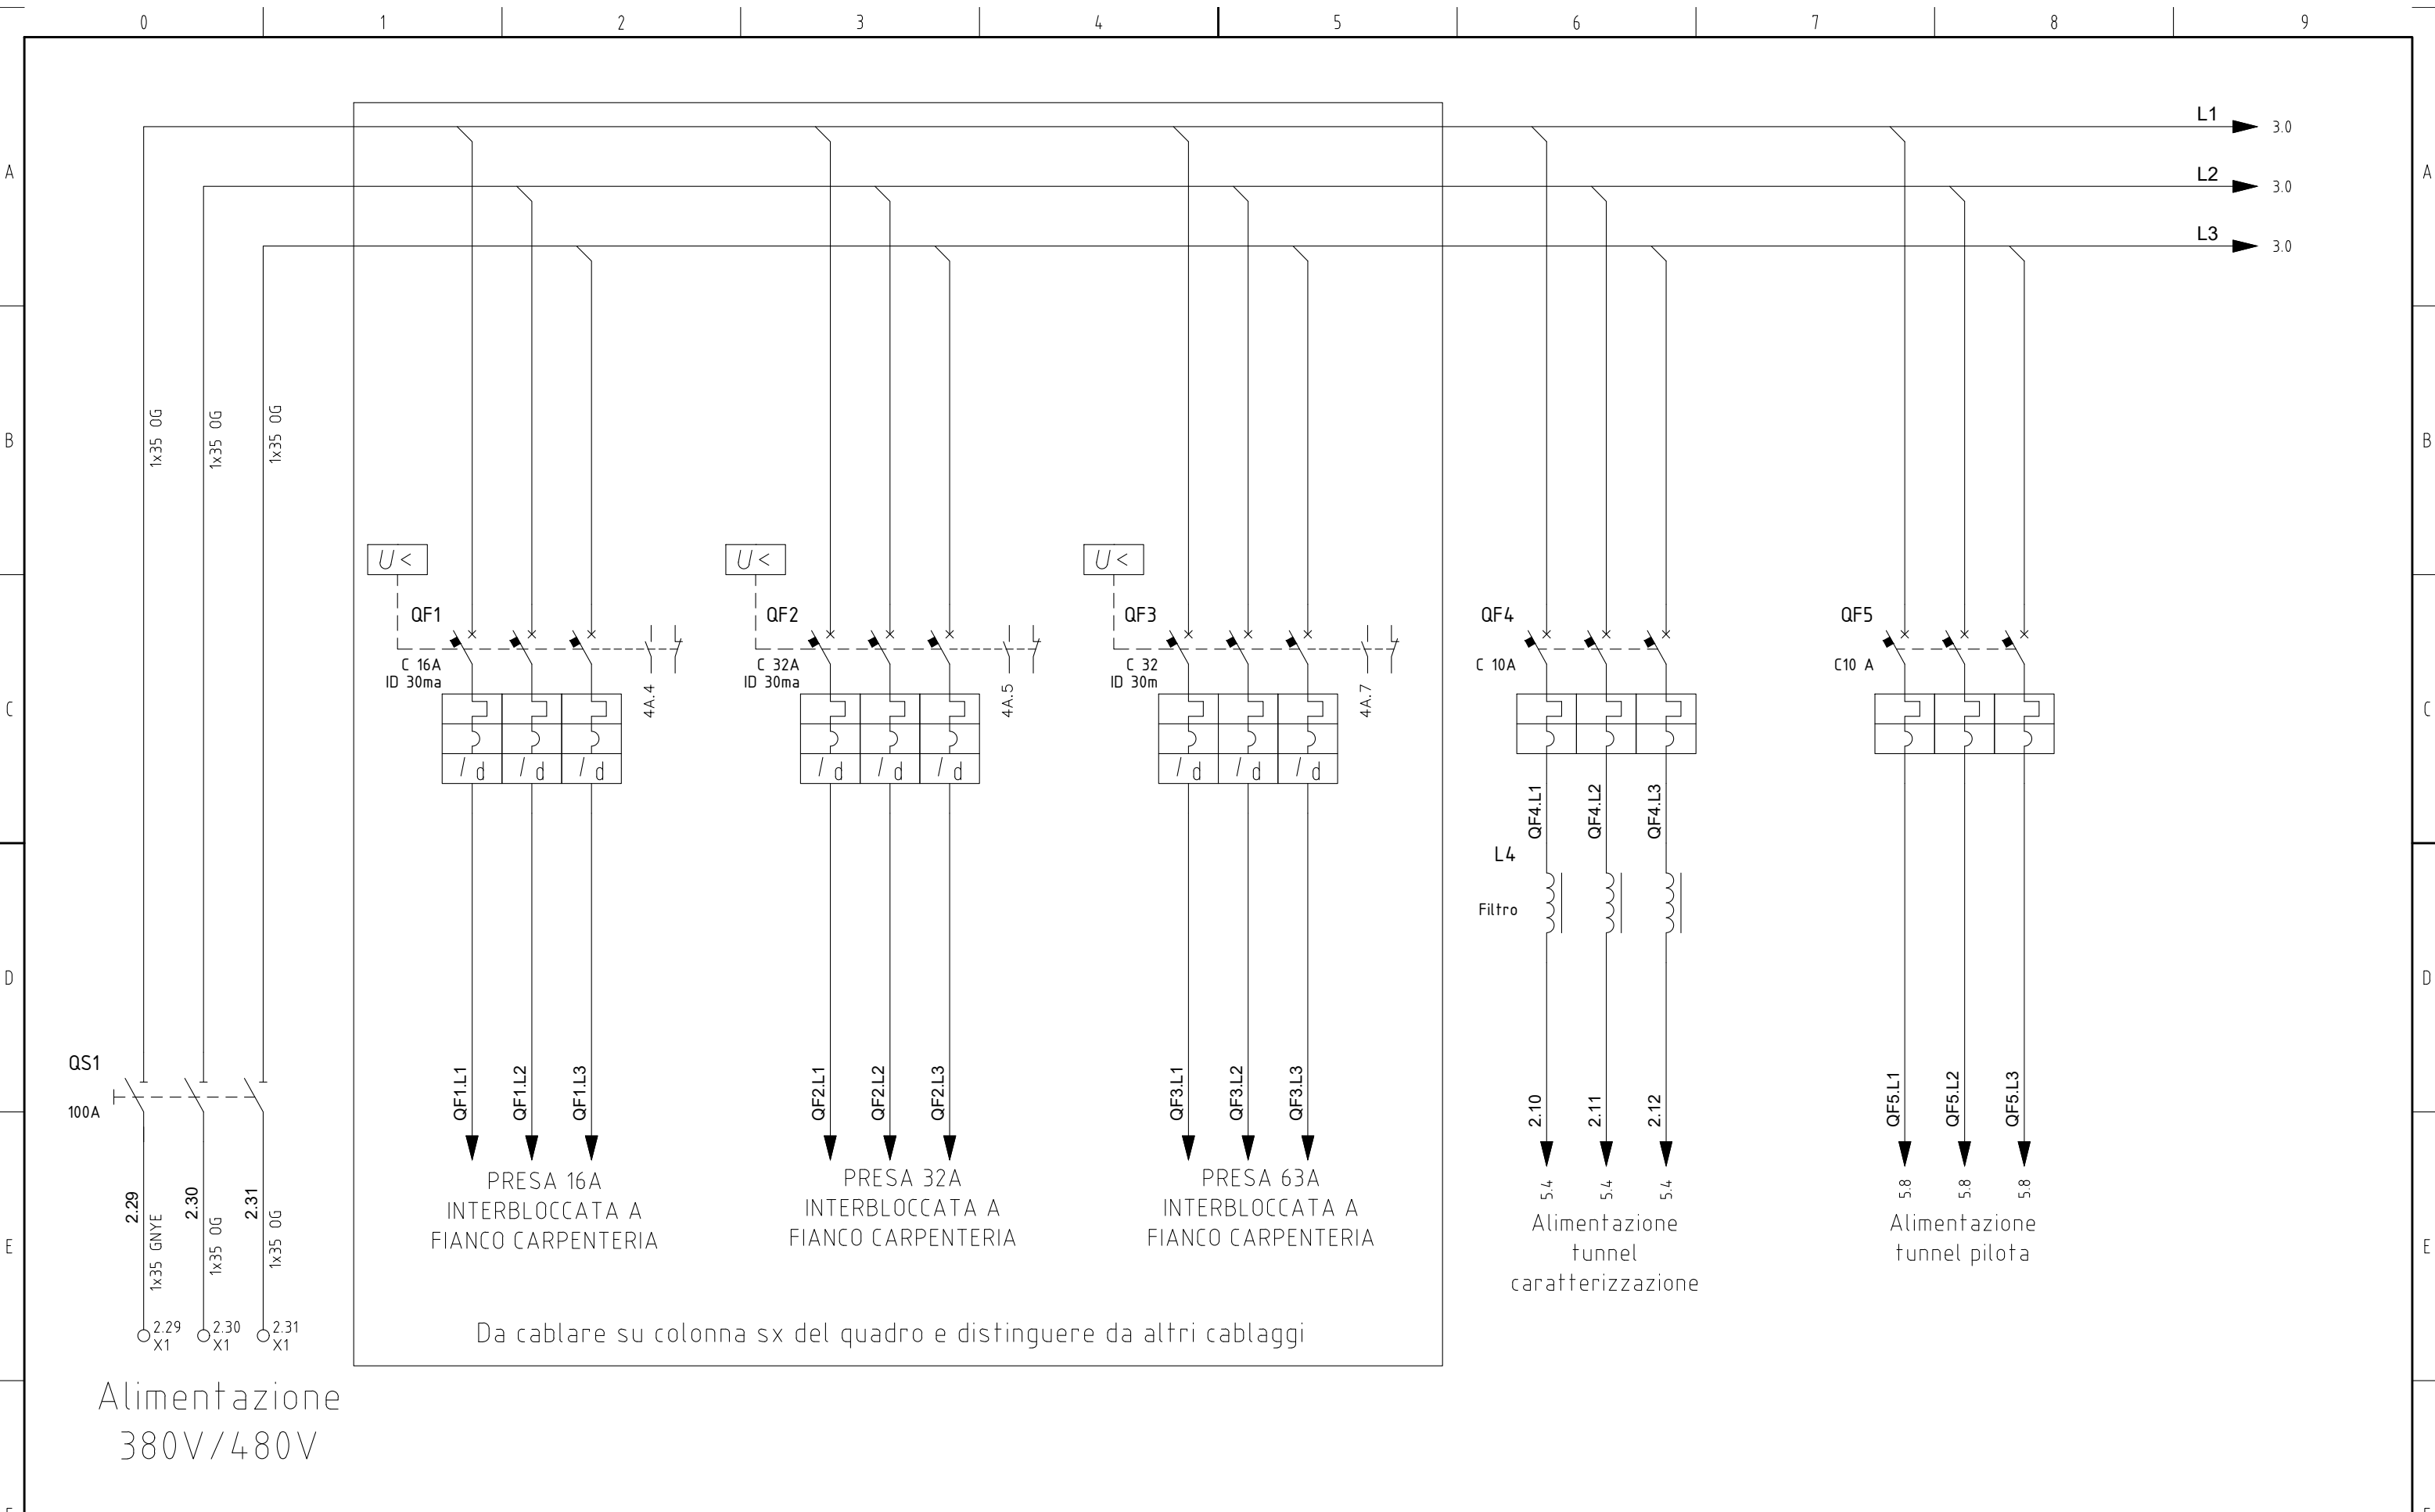 0 1 2 3 4 5 6 7 8 9
L1 3.0
A A
L2 3.0
L3 3.0
1x35 OG
1x35 OG
1x35 OG
B B
U<
U<
U<
QF1
C 16A
ID 30ma
4A.4
QF2
C 32A
ID 30ma
4A.5
QF3
C 32
ID 30m
4A.7
QF4
C 10A
QF5
C10 A
C C
I d I d I d
I d I d I d
I d I d I d
QF4.L1
QF4.L2
QF4.L3
L4
Filtro
D D
QS1
100A
QF1.L1
QF1.L2
QF1.L3
QF2.L1
QF2.L2
QF2.L3
QF3.L1
QF3.L2
QF3.L3
2.10
2.11
2.12
QF5.L1
QF5.L2
QF5.L3
PRESA 16A
INTERBLOCCATA A
FIANCO CARPENTERIA
PRESA 32A
INTERBLOCCATA A
FIANCO CARPENTERIA
PRESA 63A
INTERBLOCCATA A
FIANCO CARPENTERIA
5.4
5.4
5.4
Alimentazione
tunnel
caratterizzazione
5.8
5.8
5.8
Alimentazione
tunnel pilota
E E
2.29
1x35 GNYE
2.30
1x35 OG
2.31
1x35 OG
2.29
X1
2.30
X1
2.31
X1
Da cablare su colonna sx del quadro e distinguere da altri cablaggi
Alimentazione
380V/480V